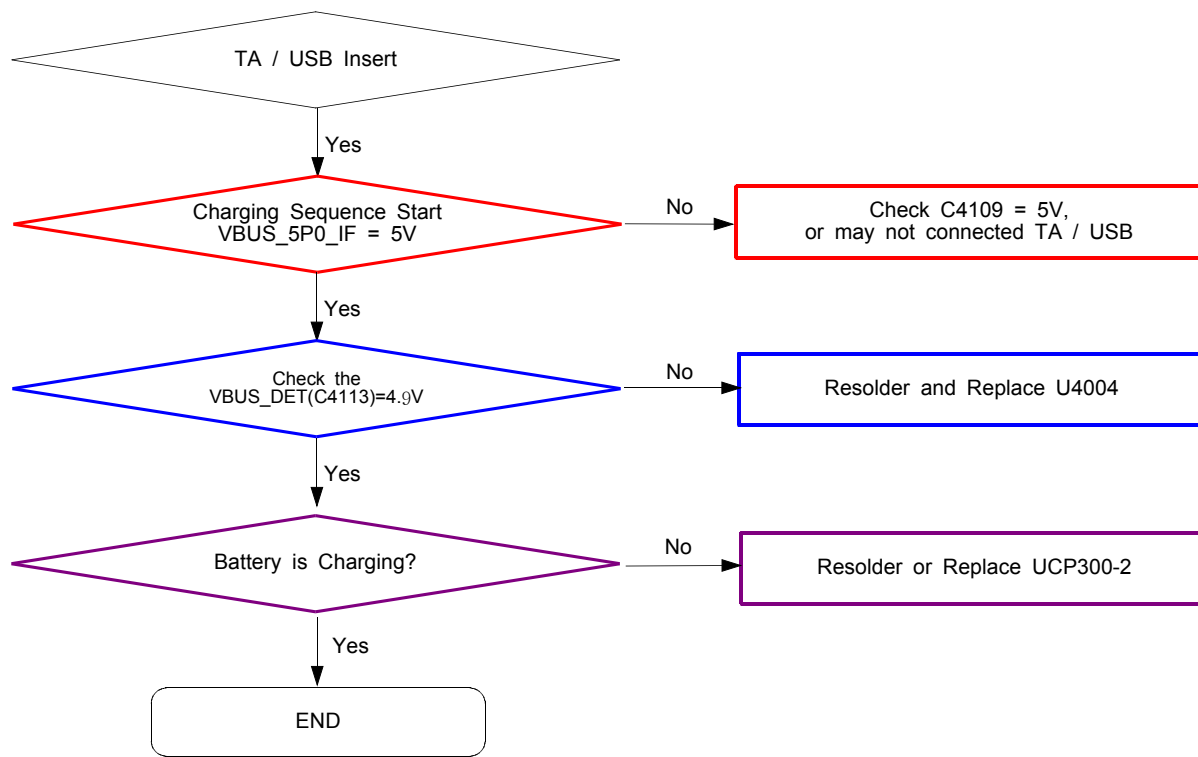 TA / USB Insert
Yes
Charging Sequence Start
VBUS_5P0_IF = 5V
No
Check C4109 = 5V,
or may not connected TA / USB
Yes
Check the
VBUS_DET(C4113)=4.9V
No
Resolder and Replace U4004
Yes
Battery is Charging?
No
Resolder or Replace UCP300-2
Yes
END